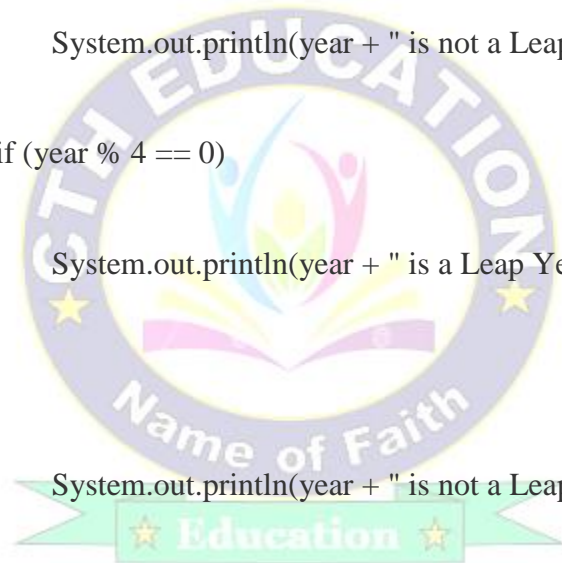 System.out.println(year + " is not a Leap
if (year % 4 == 0)
System.out.println(year + " is a Leap Ye
System.out.println(year + " is not a Leap
CTH EDUCATION
Name of Faith
Education